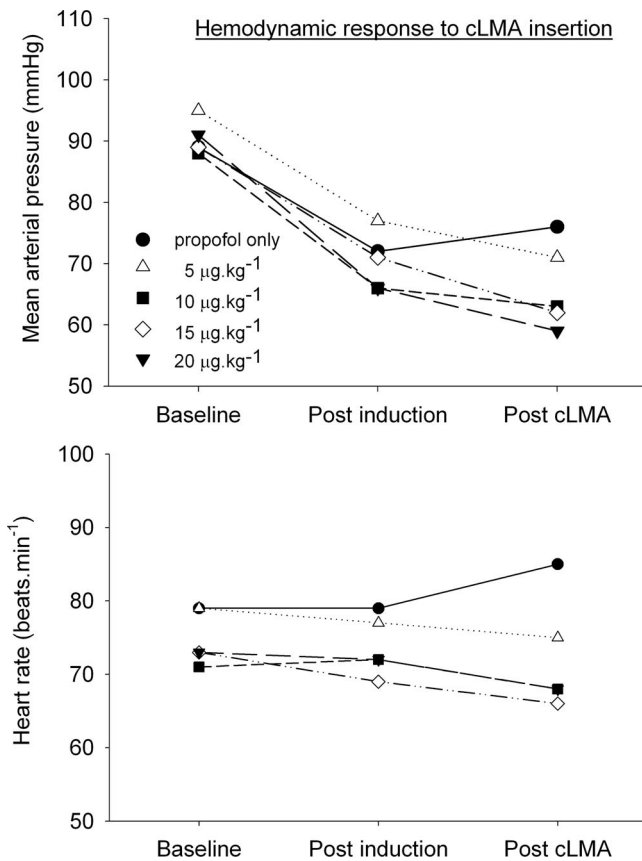 Hemodynamic response to cLMA insertion
Mean arterial pressure (mmHg)
110
100
90
80
70
60
50
propofol only
5 μg.kg⁻¹
10 μg.kg⁻¹
15 μg.kg⁻¹
20 μg.kg⁻¹
Baseline
Post induction
Post cLMA
Heart rate (beats.min⁻¹)
100
90
80
70
60
50
Baseline
Post induction
Post cLMA